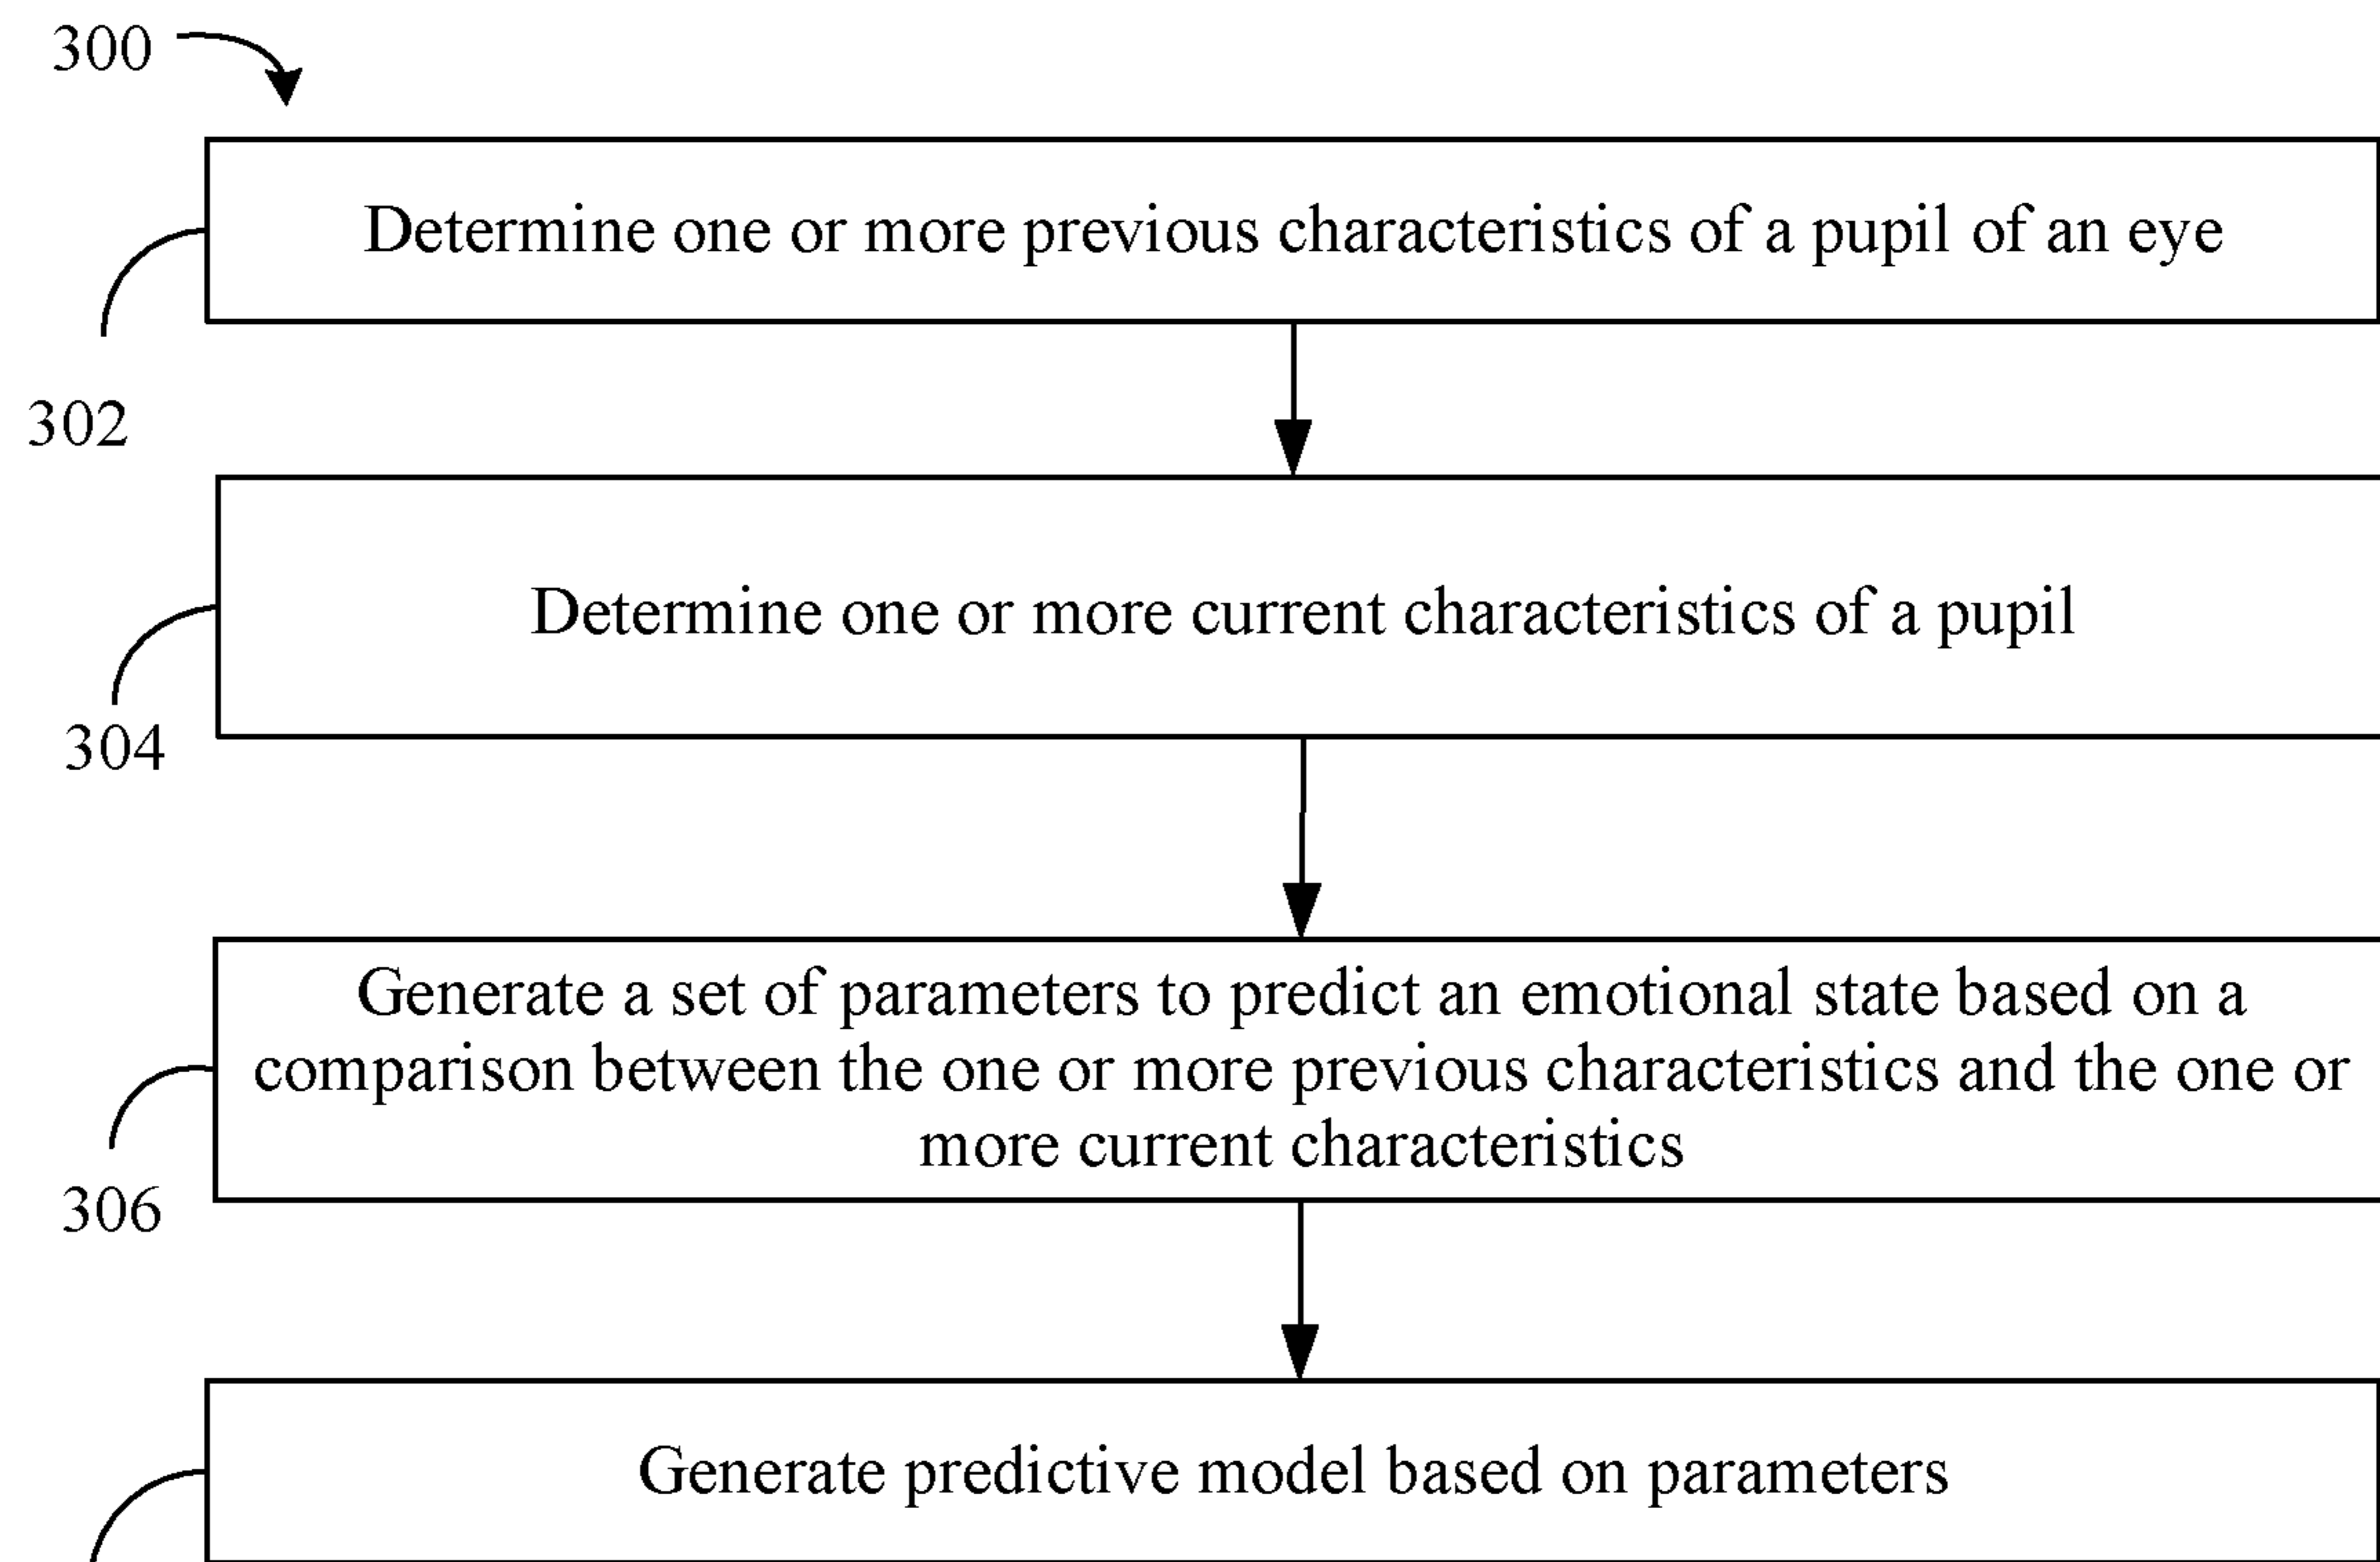 300
Determine one or more previous characteristics of a pupil of an eye
302
Determine one or more current characteristics of a pupil
304
Generate a set of parameters to predict an emotional state based on a
comparison between the one or more previous characteristics and the one or
more current characteristics
306
Generate predictive model based on parameters